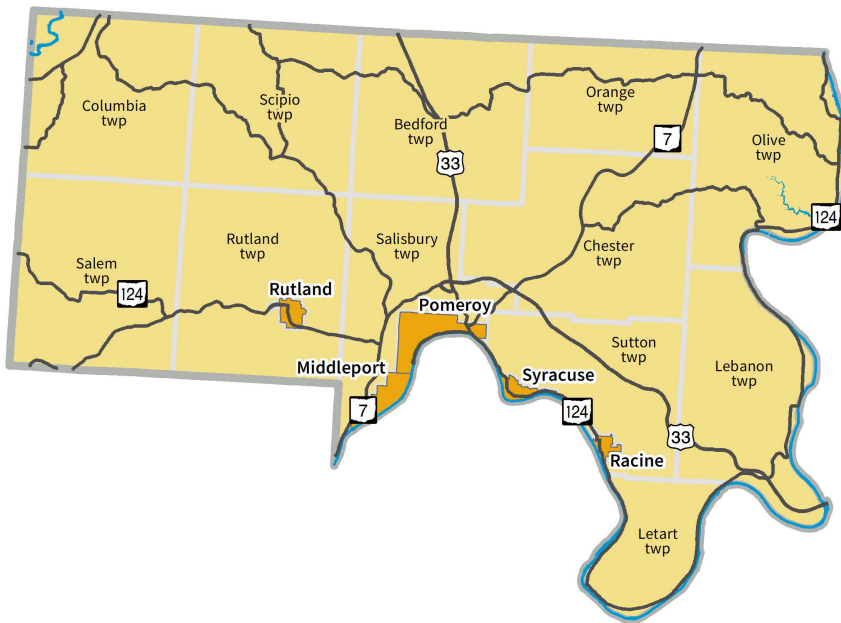 Columbia
twp
Scipio
twp
Bedford
twp
33
Orange
twp
7
Olive
twp
124
Rutland
twp
Salisbury
twp
Chester
twp
Salem
twp
124
Rutland
Pomeroy
Middleport
7
Syracuse
124
Sutton
twp
Lebanon
twp
33
Racine
Letart
twp